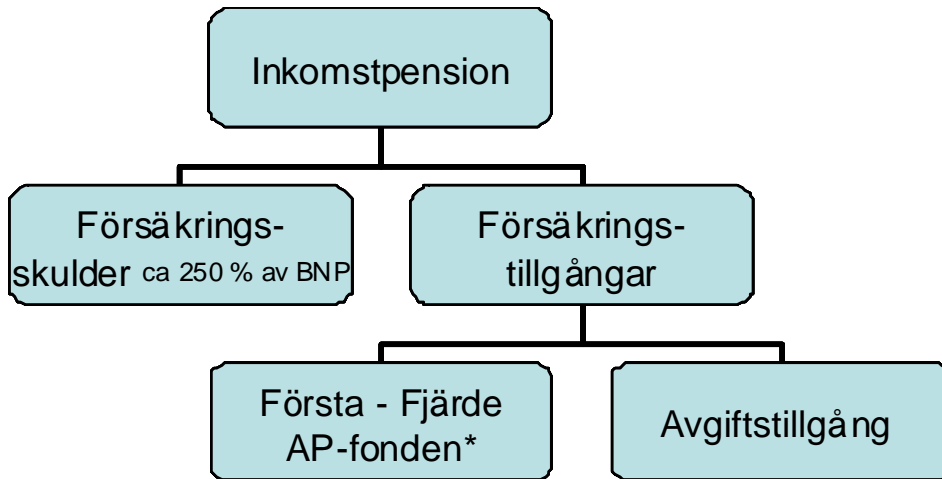 Inkomstpension
Försäkrings-
skulder ca 250 % av BNP
Försäkrings-
tillgångar
Första - Fjärde
AP-fonden*
Avgiftstillgång